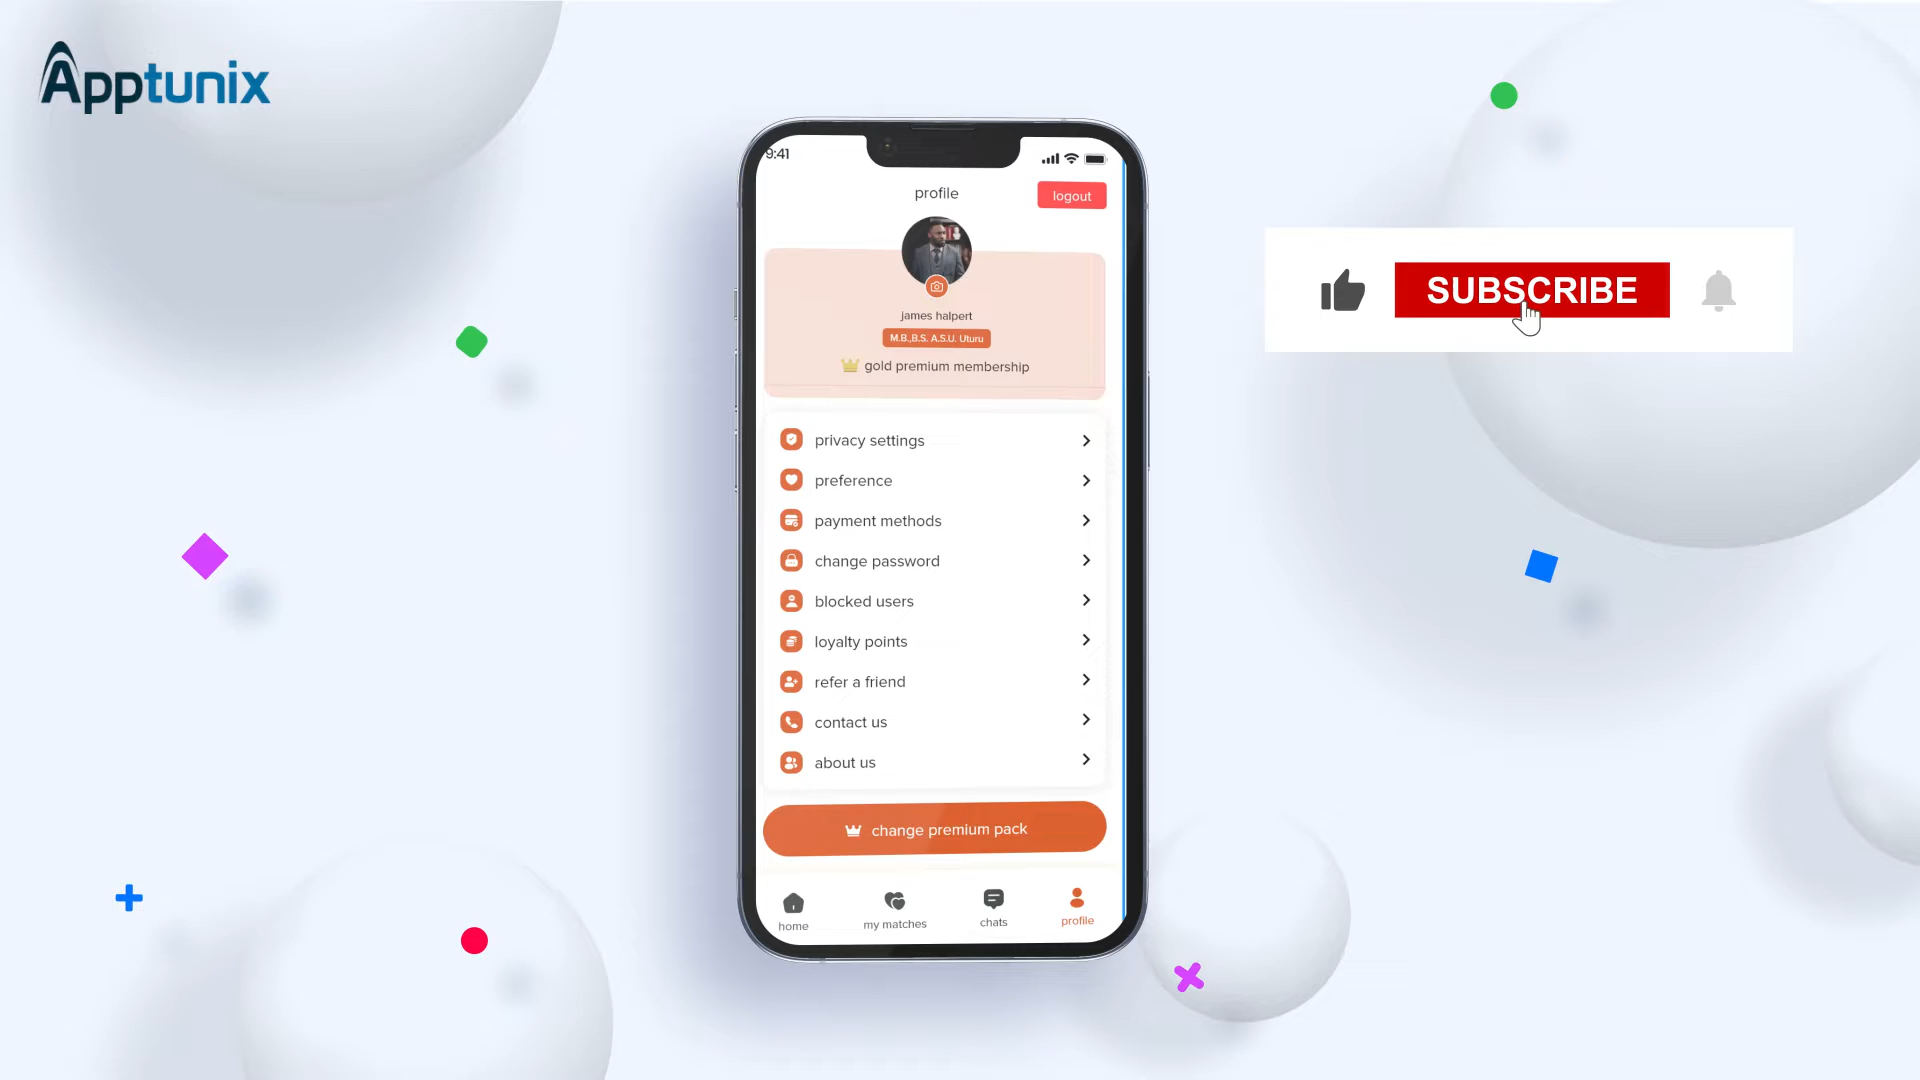 Apptunix
9:41
profile
logout
james halpert
M.B.,B.S. A.S.U. Uturu
gold premium membership
privacy settings
preference
payment methods
change password
blocked users
loyalty points
refer a friend
contact us
about us
change premium pack
home
my matches
chats
profile
SUBSCRIBE